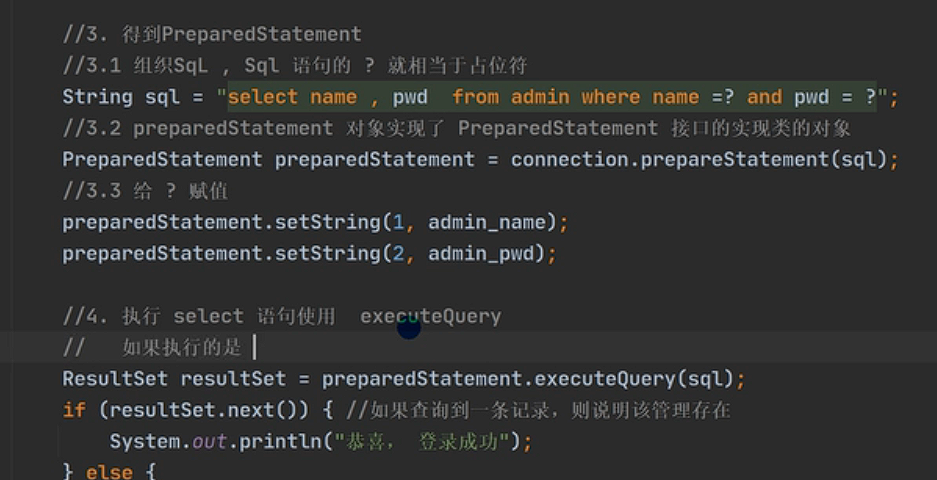 //3. 得到PreparedStatement
//3.1 组织SqL , Sql 语句的 ? 就相当于占位符
String sql = "select name , pwd  from admin where name =? and pwd = ?";
//3.2 preparedStatement 对象实现了 PreparedStatement 接口的实现类的对象
PreparedStatement preparedStatement = connection.prepareStatement(sql);
//3.3 给 ? 赋值
preparedStatement.setString(1, admin_name);
preparedStatement.setString(2, admin_pwd);
//4. 执行 select 语句使用  executeQuery
//   如果执行的是
ResultSet resultSet = preparedStatement.executeQuery(sql);
if (resultSet.next()) { //如果查询到一条记录，则说明该管理存在
    System.out.println("恭喜， 登录成功");
} else {